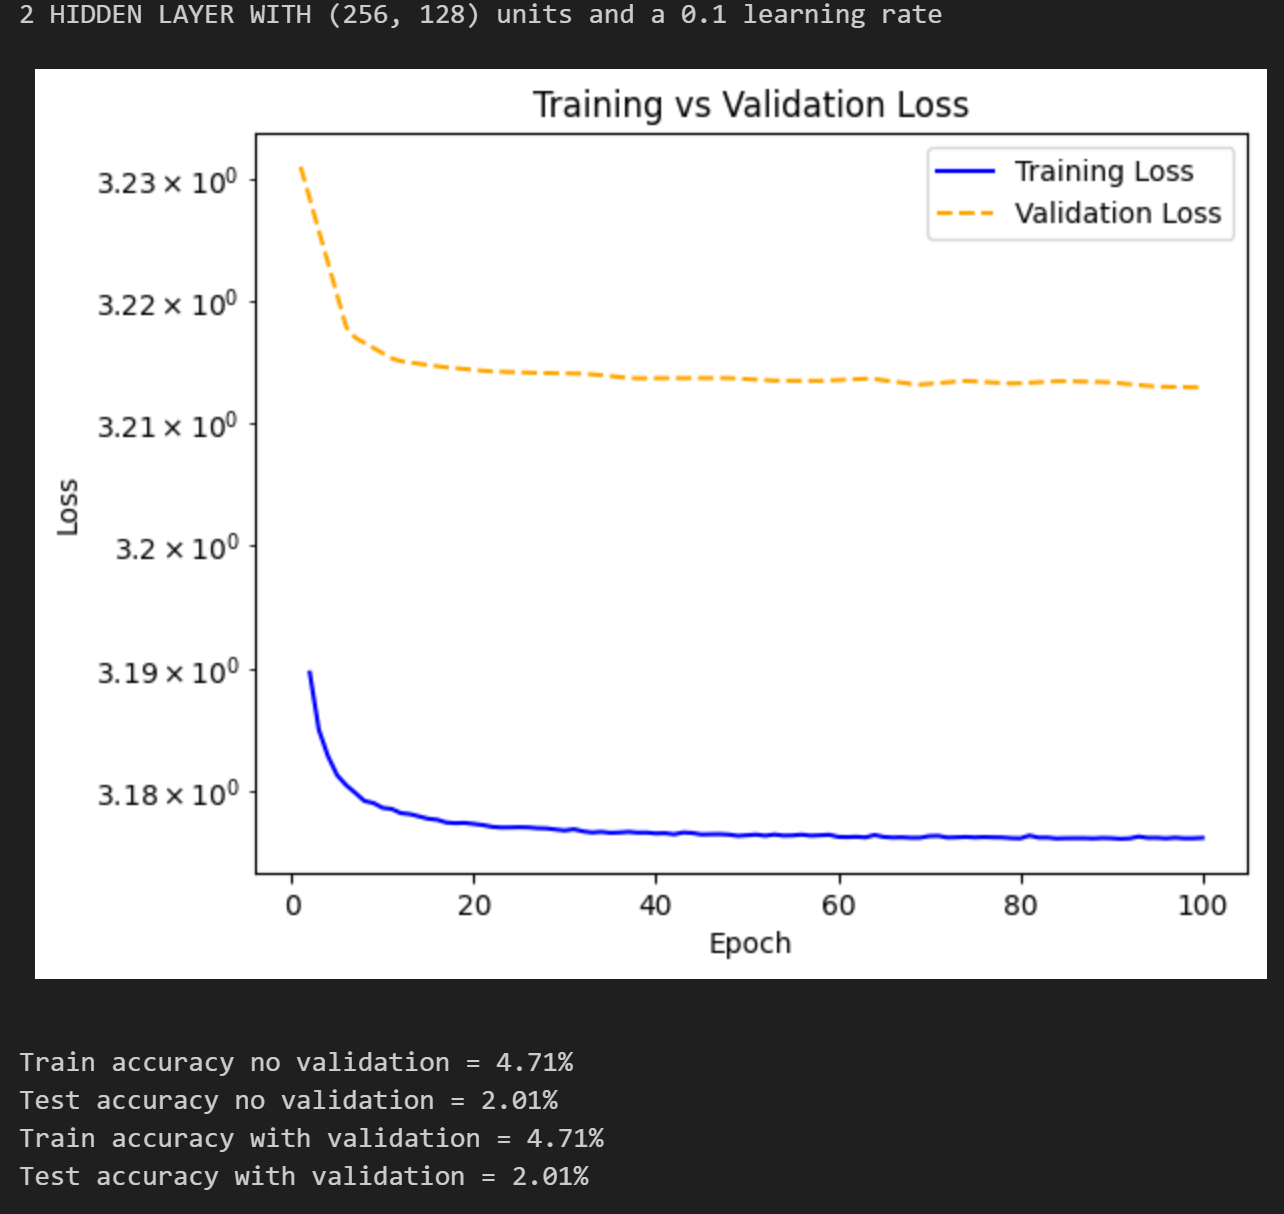 2 HIDDEN LAYER WITH (256, 128) units and a 0.1 learning rate
Training vs Validation Loss
Training Loss
Validation Loss
3.23 × 10⁰
3.22 × 10⁰
3.21 × 10⁰
3.2 × 10⁰
3.19 × 10⁰
3.18 × 10⁰
Loss
0 20 40 60 80 100
Epoch
Train accuracy no validation = 4.71%
Test accuracy no validation = 2.01%
Train accuracy with validation = 4.71%
Test accuracy with validation = 2.01%